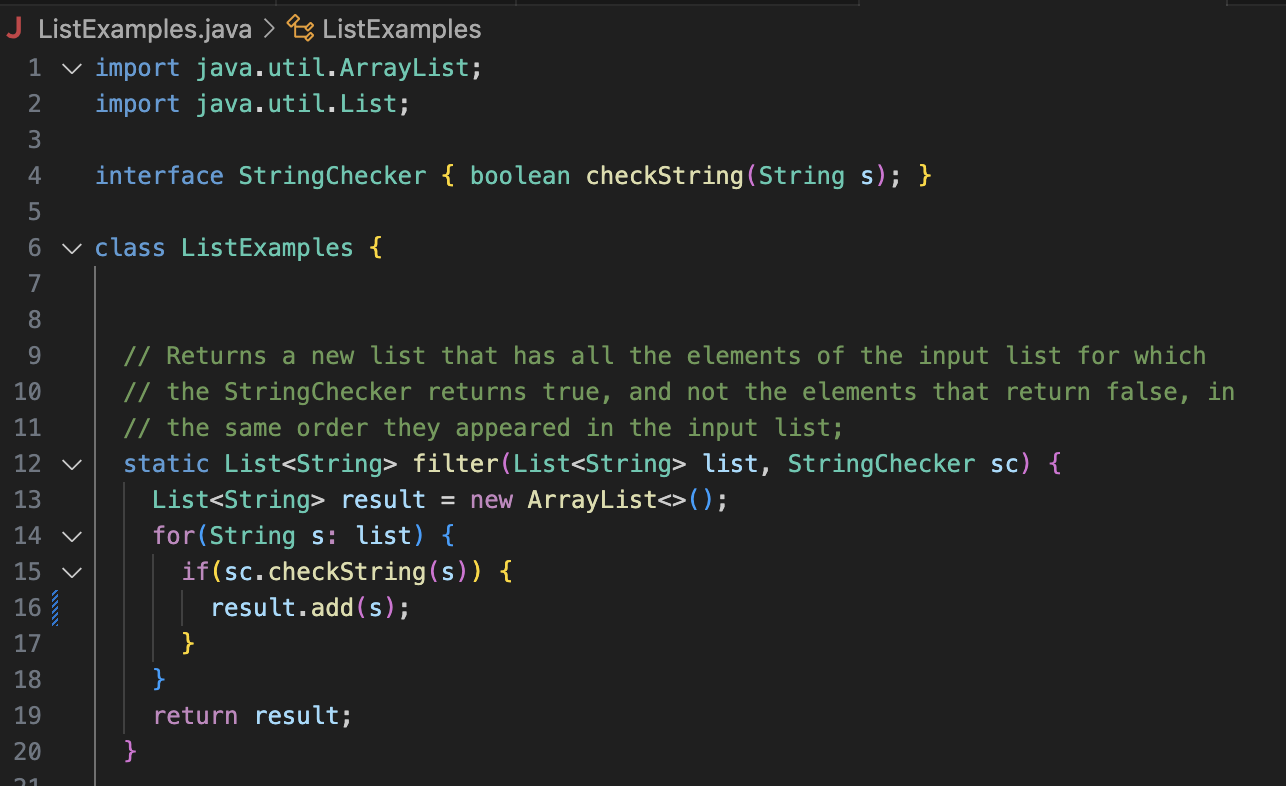 J ListExamples.java > ListExamples
1 import java.util.ArrayList;
2 import java.util.List;
3
4 interface StringChecker { boolean checkString(String s); }
5
6 class ListExamples {
7
8
9 // Returns a new list that has all the elements of the input list for which
10 // the StringChecker returns true, and not the elements that return false, in
11 // the same order they appeared in the input list;
12 static List<String> filter(List<String> list, StringChecker sc) {
13 List<String> result = new ArrayList<>();
14 for(String s: list) {
15 if(sc.checkString(s)) {
16 result.add(s);
17 }
18 }
19 return result;
20 }
21